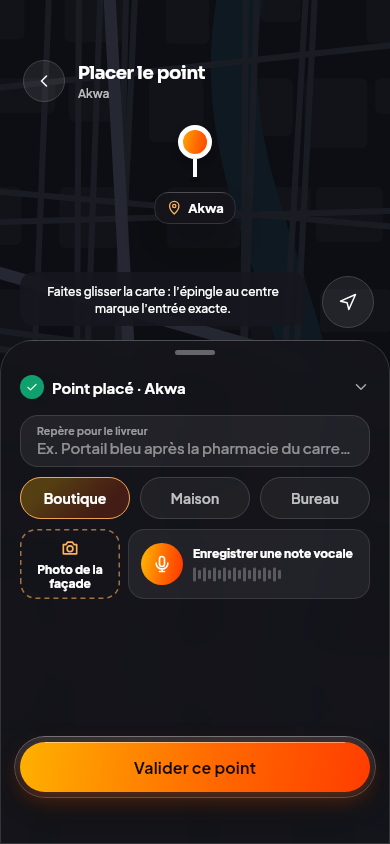 Placer le point
Akwa
Akwa
Faites glisser la carte : l'épingle au centre
marque l'entrée exacte.
Point placé · Akwa
Repère pour le livreur
Ex. Portail bleu après la pharmacie du carre…
Boutique
Maison
Bureau
Photo de la
façade
Enregistrer une note vocale
Valider ce point